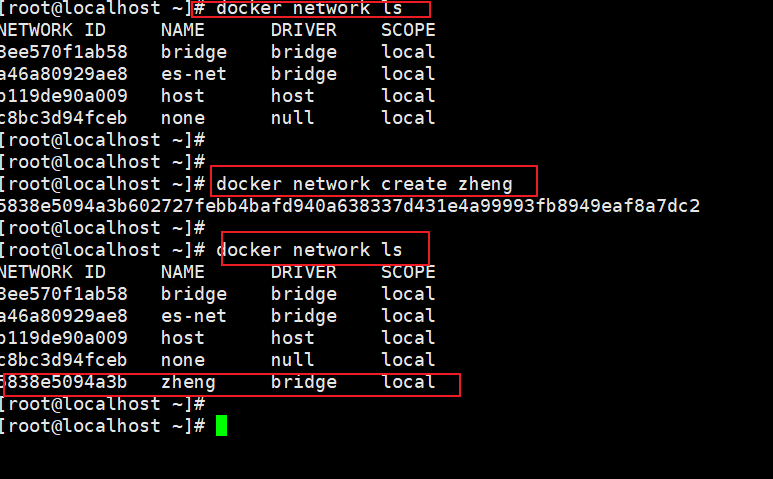 [root@localhost ~]# docker network ls
NETWORK ID     NAME      DRIVER    SCOPE
3ee570f1ab58   bridge    bridge    local
a46a80929ae8   es-net    bridge    local
b119de90a009   host      host      local
c8bc3d94fceb   none      null      local
[root@localhost ~]#
[root@localhost ~]#
[root@localhost ~]# docker network create zheng
5838e5094a3b602727febb4bafd940a638337d431e4a99993fb8949eaf8a7dc2
[root@localhost ~]#
[root@localhost ~]# docker network ls
NETWORK ID     NAME      DRIVER    SCOPE
3ee570f1ab58   bridge    bridge    local
a46a80929ae8   es-net    bridge    local
b119de90a009   host      host      local
c8bc3d94fceb   none      null      local
5838e5094a3b   zheng     bridge    local
[root@localhost ~]#
[root@localhost ~]#